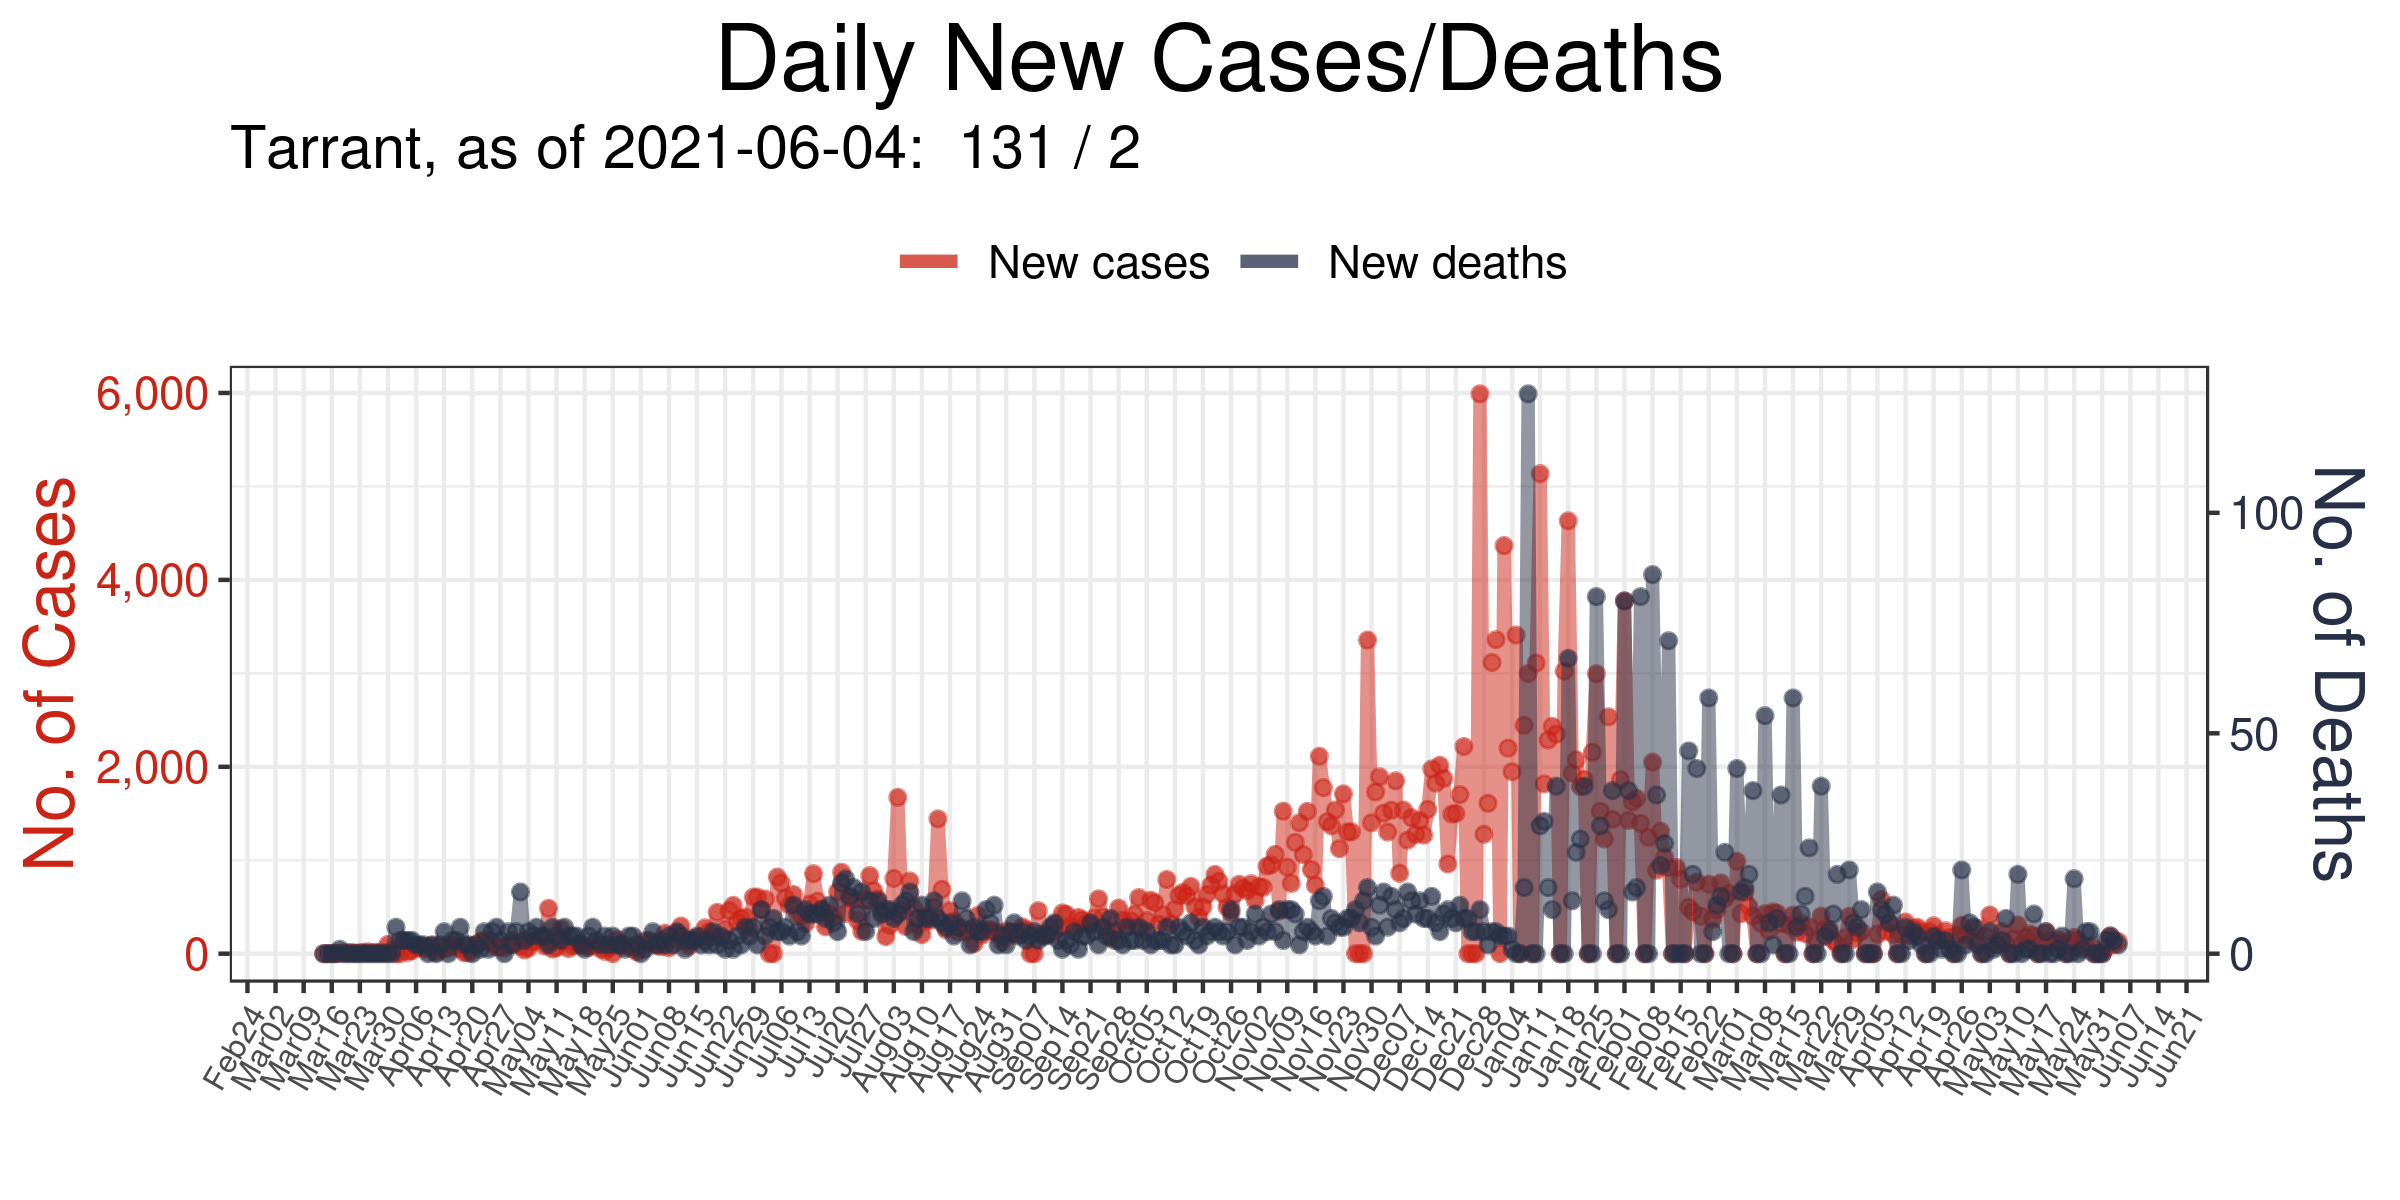 Daily New Cases/Deaths
Tarrant, as of 2021-06-04:  131 / 2
New cases
New deaths
No. of Cases
6,000
4,000
2,000
0
No. of Deaths
100
50
0
Feb24
Mar02
Mar09
Mar16
Mar23
Mar30
Apr06
Apr13
Apr20
Apr27
May04
May11
May18
May25
Jun01
Jun08
Jun15
Jun22
Jun29
Jul06
Jul13
Jul20
Jul27
Aug03
Aug10
Aug17
Aug24
Aug31
Sep07
Sep14
Sep21
Sep28
Oct05
Oct12
Oct19
Oct26
Nov02
Nov09
Nov16
Nov23
Nov30
Dec07
Dec14
Dec21
Dec28
Jan04
Jan11
Jan18
Jan25
Feb01
Feb08
Feb15
Feb22
Mar01
Mar08
Mar15
Mar22
Mar29
Apr05
Apr12
Apr19
Apr26
May03
May10
May17
May24
May31
Jun07
Jun14
Jun21